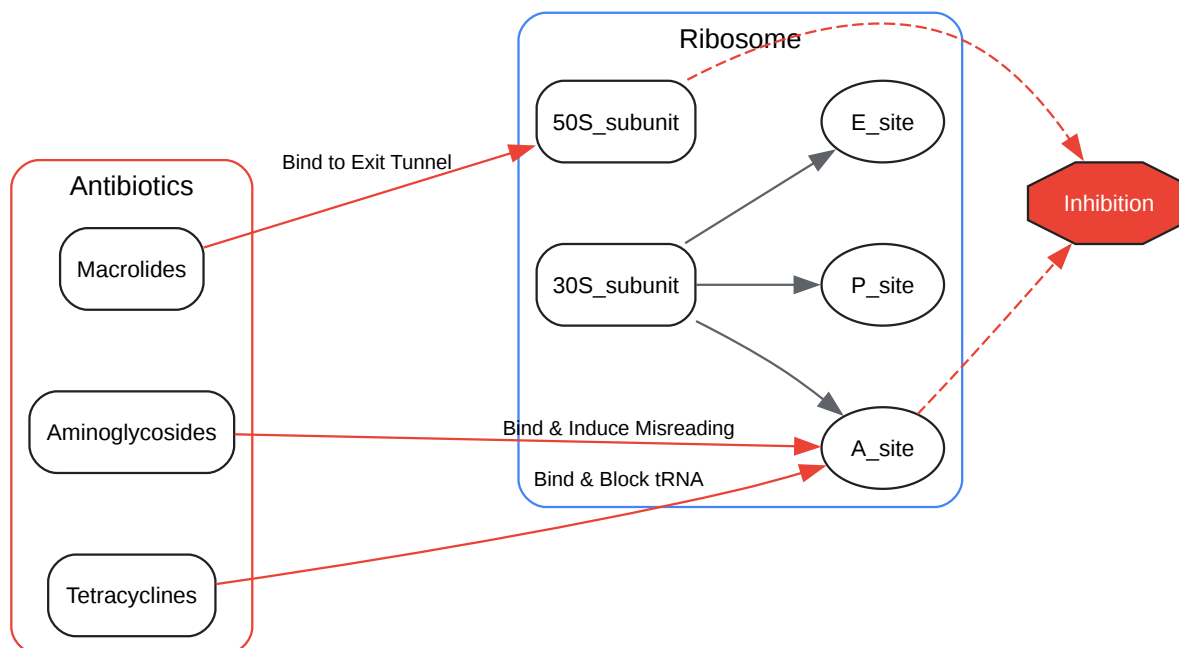 Ribosome
50S_subunit
E_site
Bind to Exit Tunnel
Antibiotics
Inhibition
Macrolides
30S_subunit
P_site
Aminoglycosides
Bind & Induce Misreading
A_site
Bind & Block tRNA
Tetracyclines